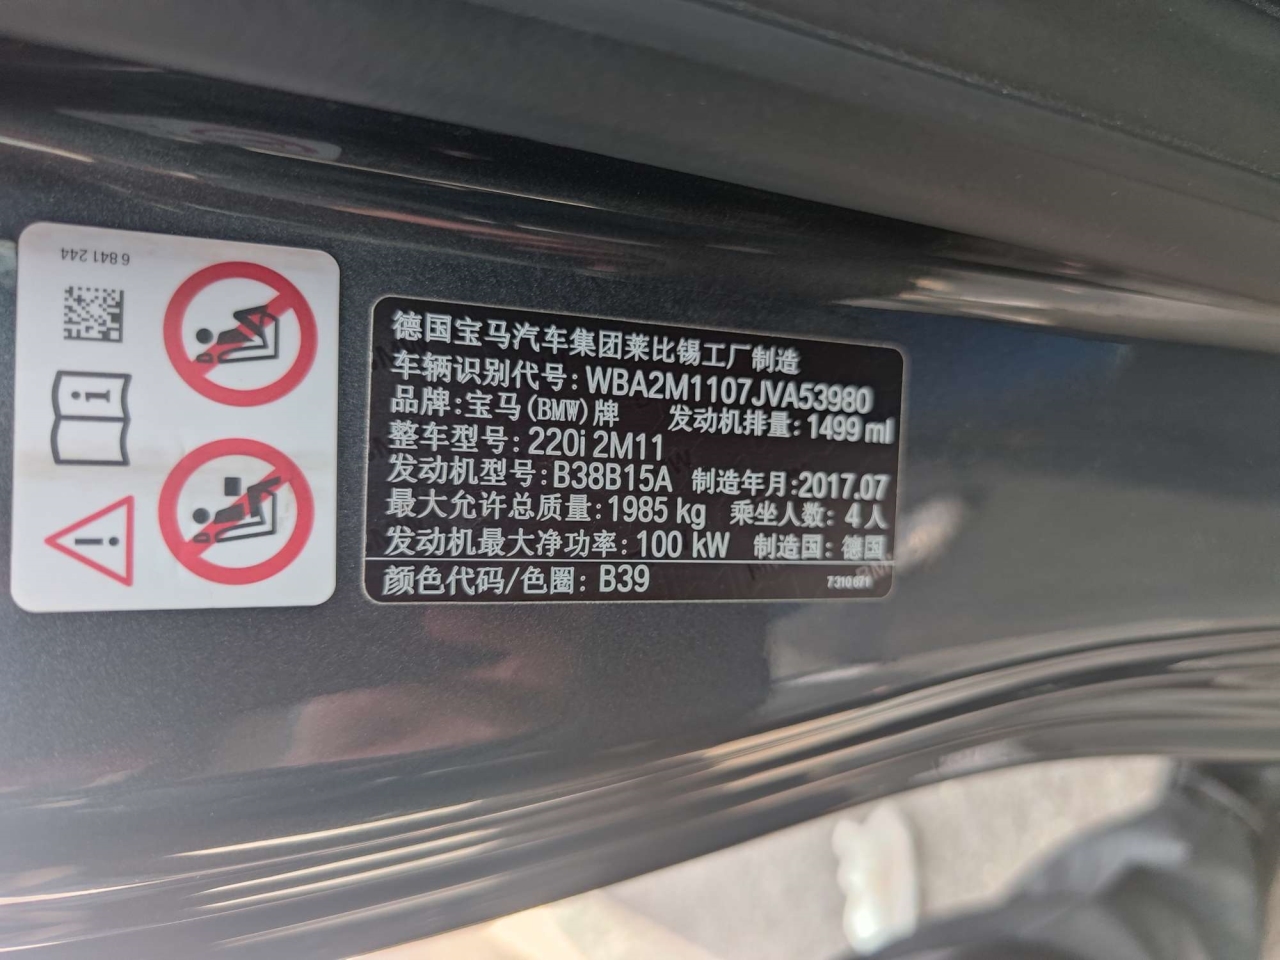 6 841 244
德国宝马汽车集团莱比锡工厂制造
车辆识别代号: WBA2M1107JVA53980
品牌:宝马(BMW)牌 发动机排量: 1499 ml
整车型号: 220i 2M11
发动机型号: B38B15A 制造年月:2017.07
最大允许总质量: 1985 kg 乘坐人数: 4 人
发动机最大净功率: 100 kW 制造国: 德国
颜色代码/色圈: B39 7 310 671